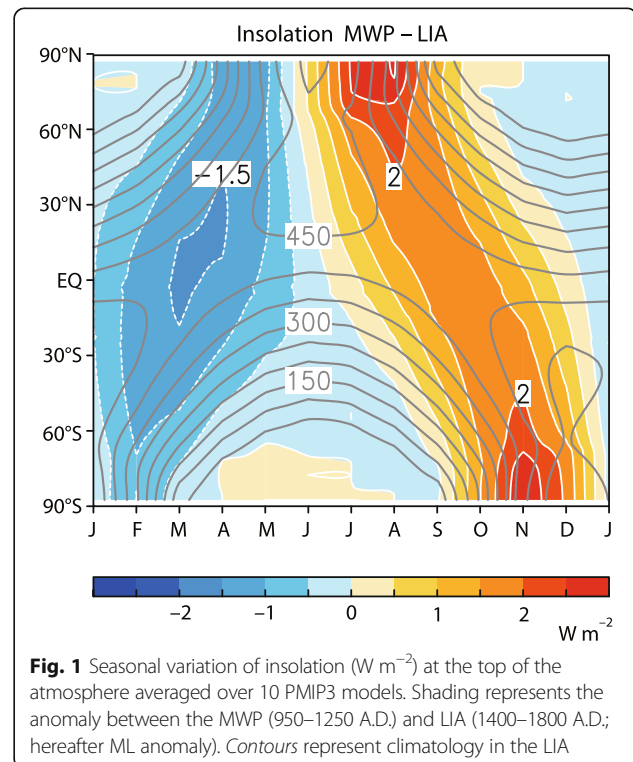 Insolation MWP – LIA
90°N
60°N
30°N
EQ
30°S
60°S
90°S
−1.5
2
450
300
150
2
J F M A M J J A S O N D J
−2 −1 0 1 2
W m⁻²
Fig. 1 Seasonal variation of insolation (W m⁻²) at the top of the
atmosphere averaged over 10 PMIP3 models. Shading represents the
anomaly between the MWP (950–1250 A.D.) and LIA (1400–1800 A.D.;
hereafter ML anomaly). Contours represent climatology in the LIA